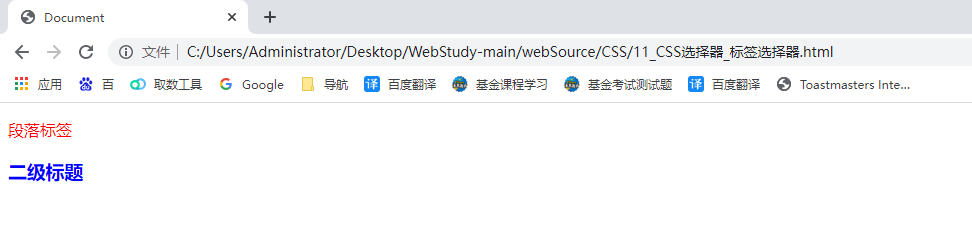 Document
文件 C:/Users/Administrator/Desktop/WebStudy-main/webSource/CSS/11_CSS选择器_标签选择器.html
应用 百 取数工具 Google 导航 译 百度翻译 基金课程学习 基金考试测试题 译 百度翻译 Toastmasters Inte...
段落标签
二级标题